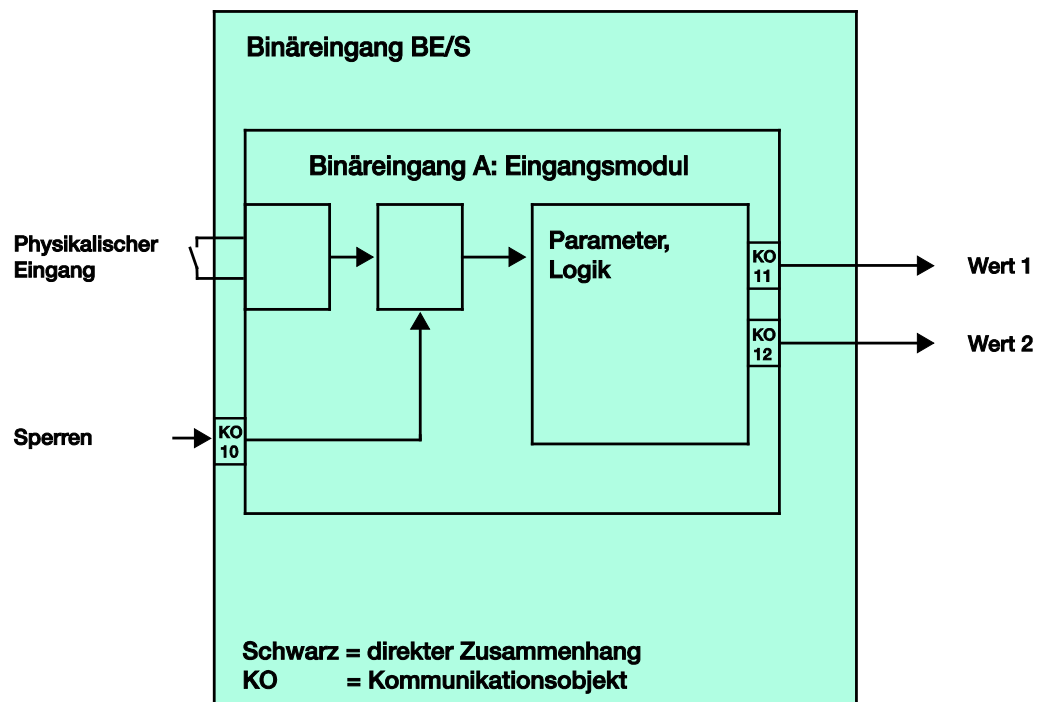 Binäreingang BE/S
Binäreingang A: Eingangsmodul
Physikalischer
Eingang
Parameter,
Logik
KO
11
Wert 1
KO
12
Wert 2
Sperren
KO
10
Schwarz = direkter Zusammenhang
KO = Kommunikationsobjekt